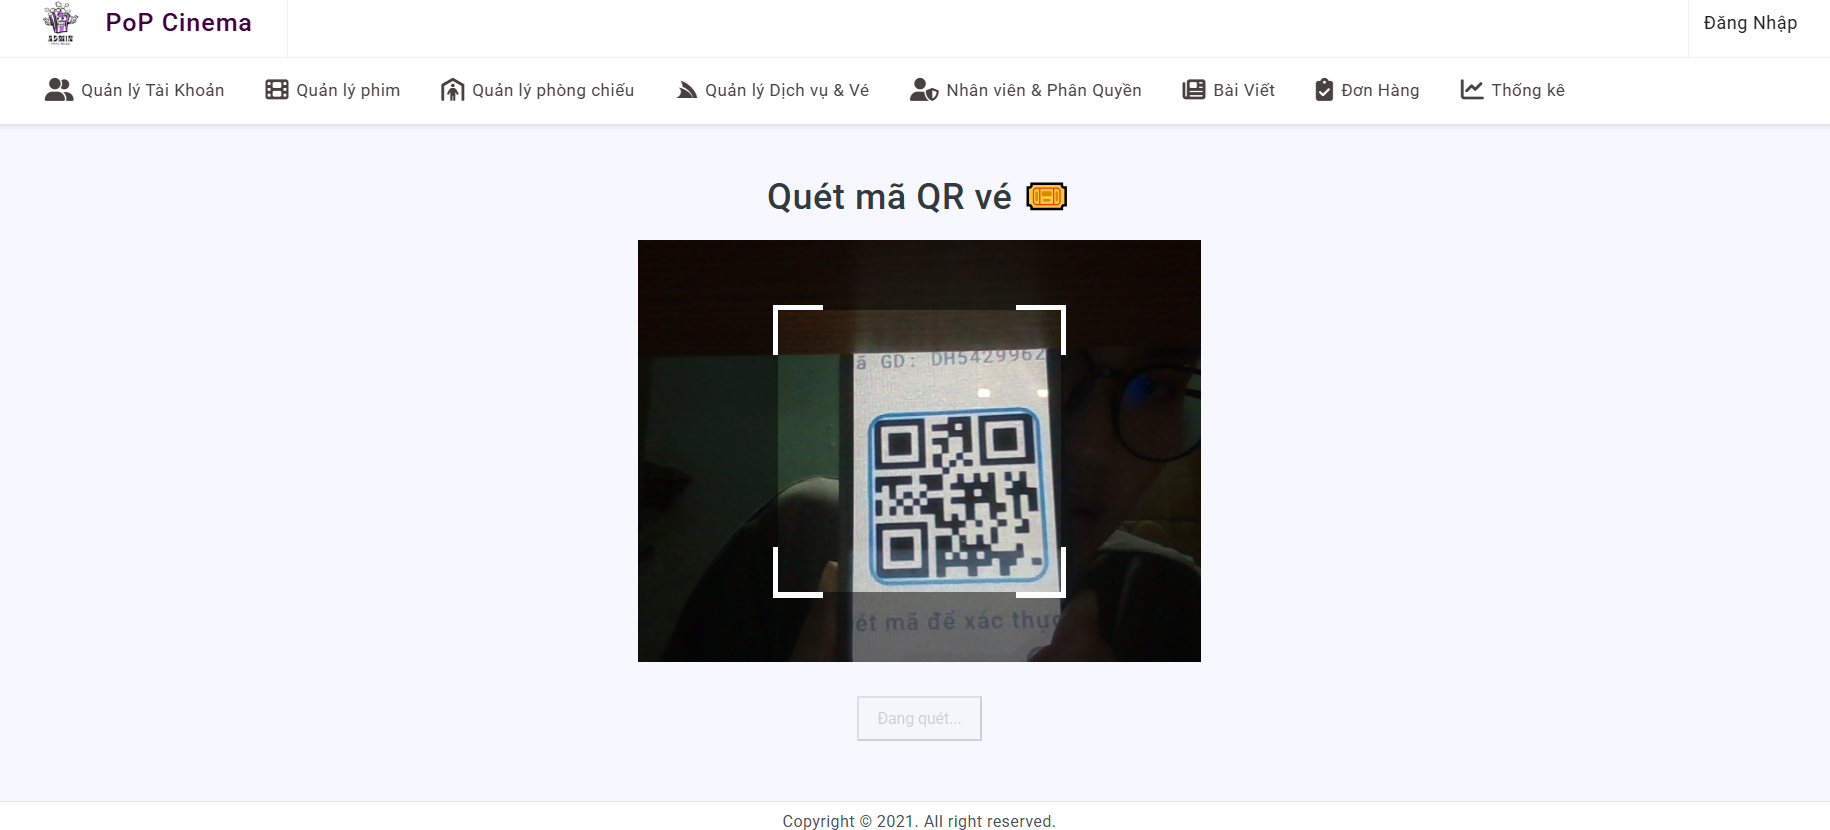 PoP Cinema
Đăng Nhập
Quản lý Tài Khoản
Quản lý phim
Quản lý phòng chiếu
Quản lý Dịch vụ & Vé
Nhân viên & Phân Quyền
Bài Viết
Đơn Hàng
Thống kê
Quét mã QR vé
ã GD: DH5429962
ét mã để xác thực
Đang quét...
Copyright © 2021. All right reserved.